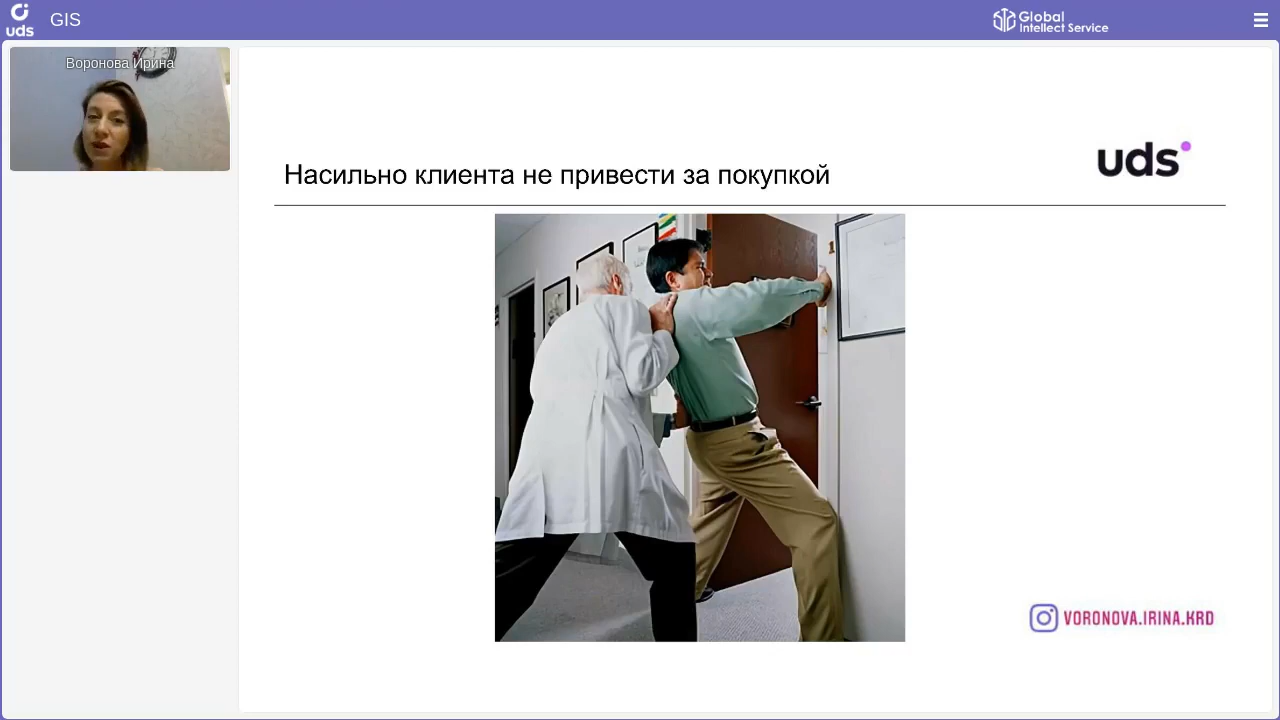 uds
GIS
Global
Intellect Service
Воронова Ирина
uds
Насильно клиента не привести за покупкой
VORONOVA.IRINA.KRD